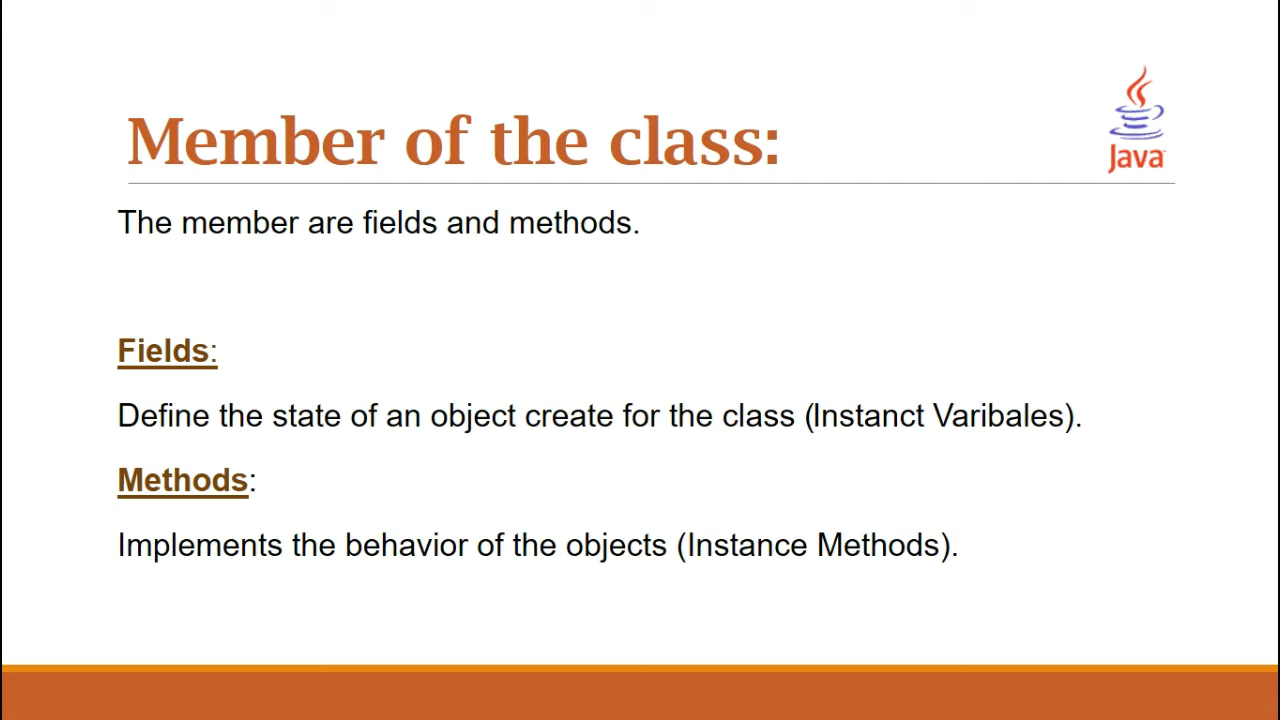 Member of the class:
Java
The member are fields and methods.
Fields:
Define the state of an object create for the class (Instanct Varibales).
Methods:
Implements the behavior of the objects (Instance Methods).